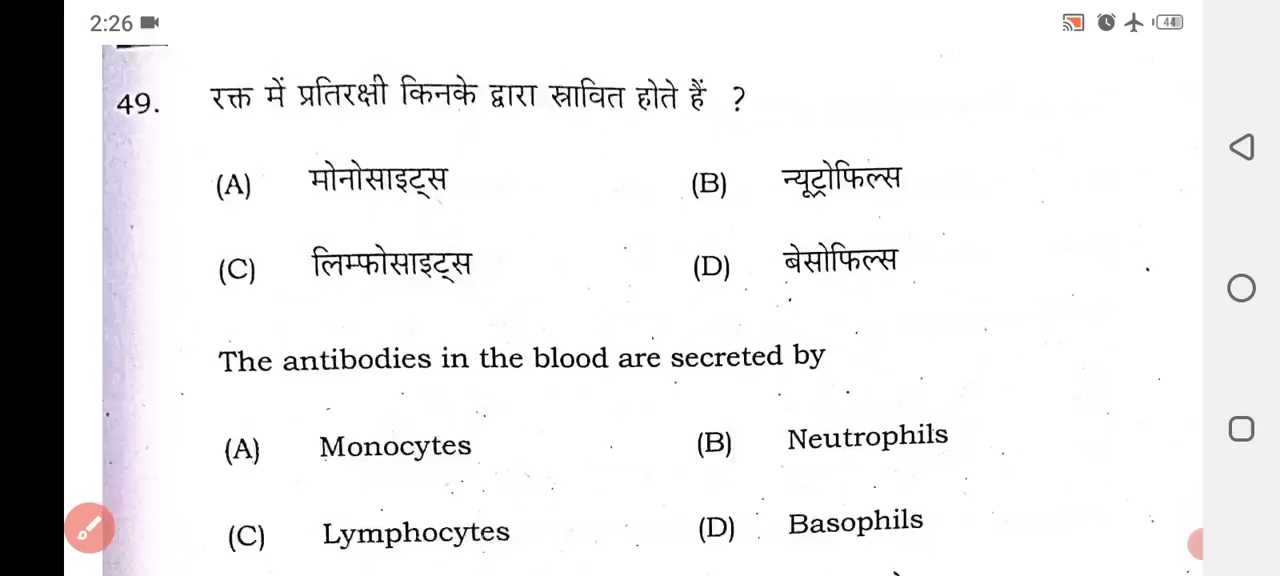 2:26
44
49. रक्त में प्रतिरक्षी किनके द्वारा स्रावित होते हैं ?
(A) मोनोसाइट्स (B) न्यूट्रोफिल्स
(C) लिम्फोसाइट्स (D) बेसोफिल्स
The antibodies in the blood are secreted by
(A) Monocytes (B) Neutrophils
(C) Lymphocytes (D) Basophils